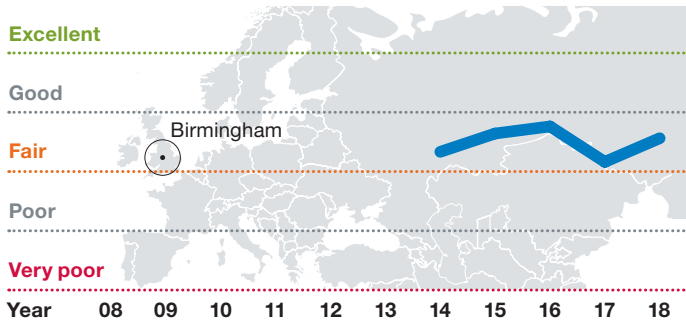 Excellent
Good
Birmingham
Fair
Poor
Very poor
Year 08 09 10 11 12 13 14 15 16 17 18